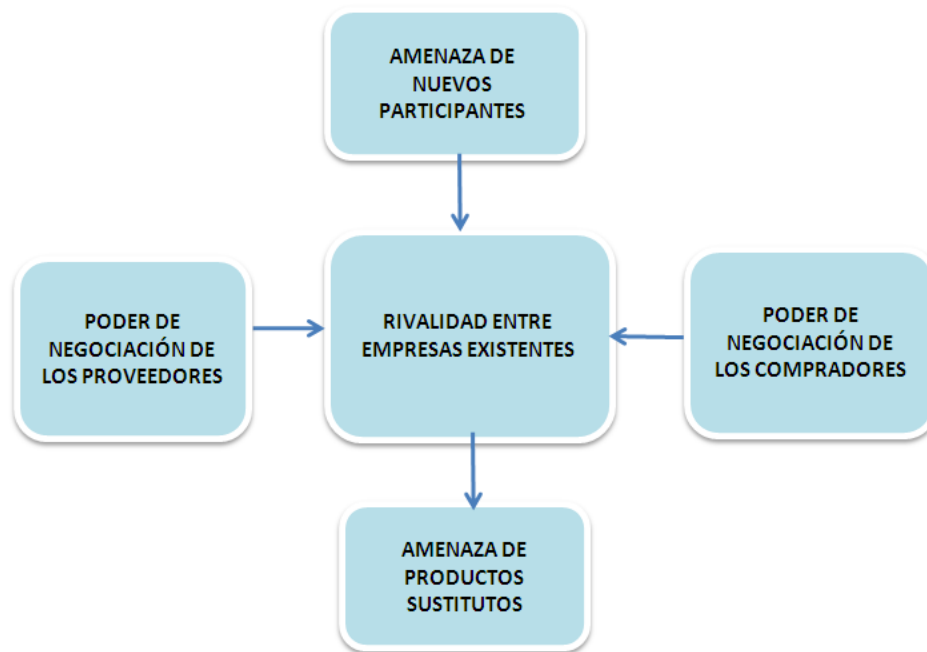 AMENAZA DE
NUEVOS
PARTICIPANTES
PODER DE
NEGOCIACIÓN DE
LOS PROVEEDORES
RIVALIDAD ENTRE
EMPRESAS EXISTENTES
PODER DE
NEGOCIACIÓN DE
LOS COMPRADORES
AMENAZA DE
PRODUCTOS
SUSTITUTOS